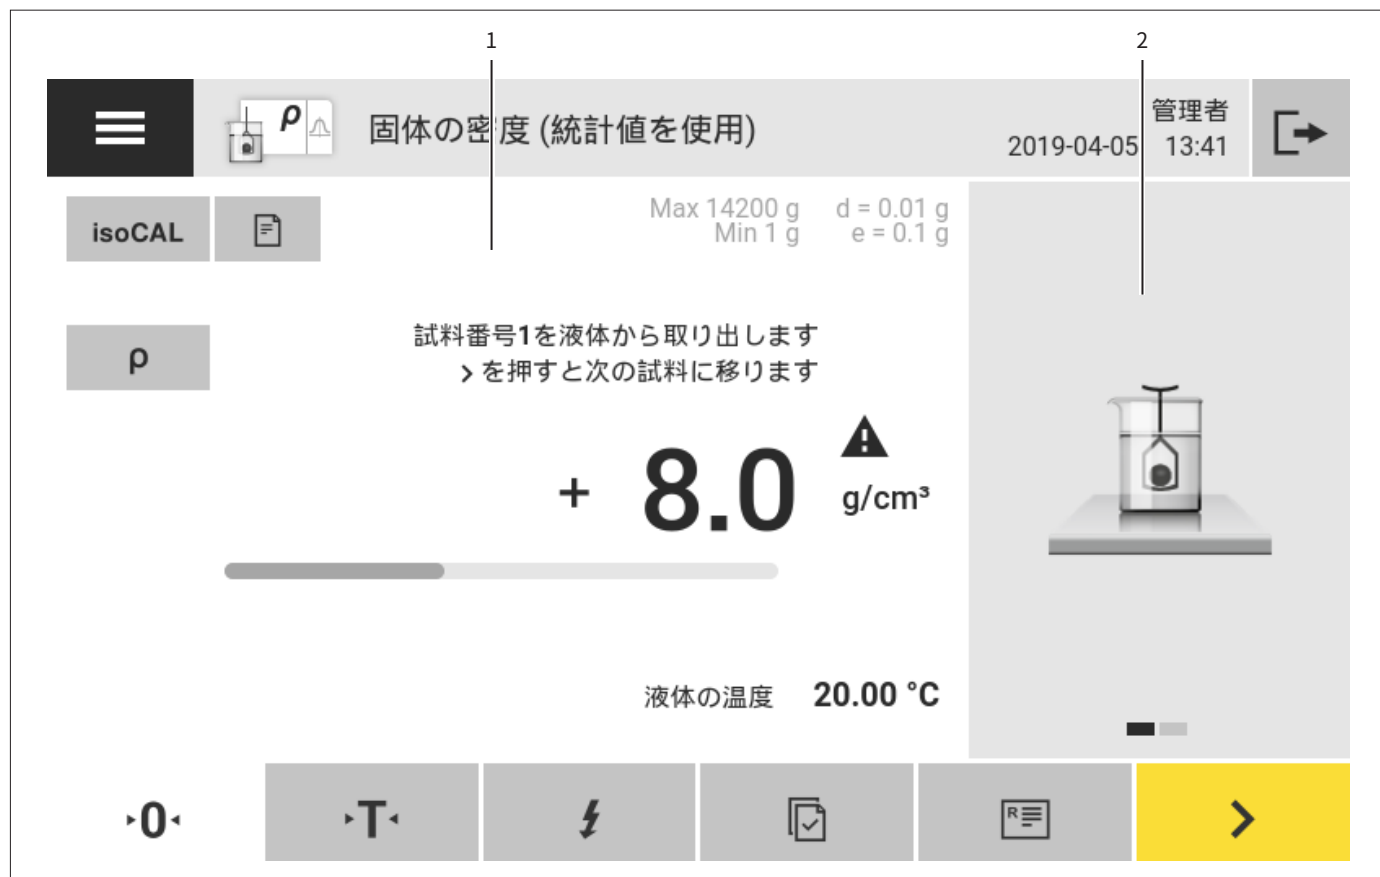 1
2
ρ
固体の密度 (統計値を使用)
管理者
2019-04-05 13:41
isoCAL
Max 14200 g d = 0.01 g
Min 1 g e = 0.1 g
ρ
試料番号1を液体から取り出します
> を押すと次の試料に移ります
+ 8.0 g/cm³
液体の温度 20.00 °C
0
T
R